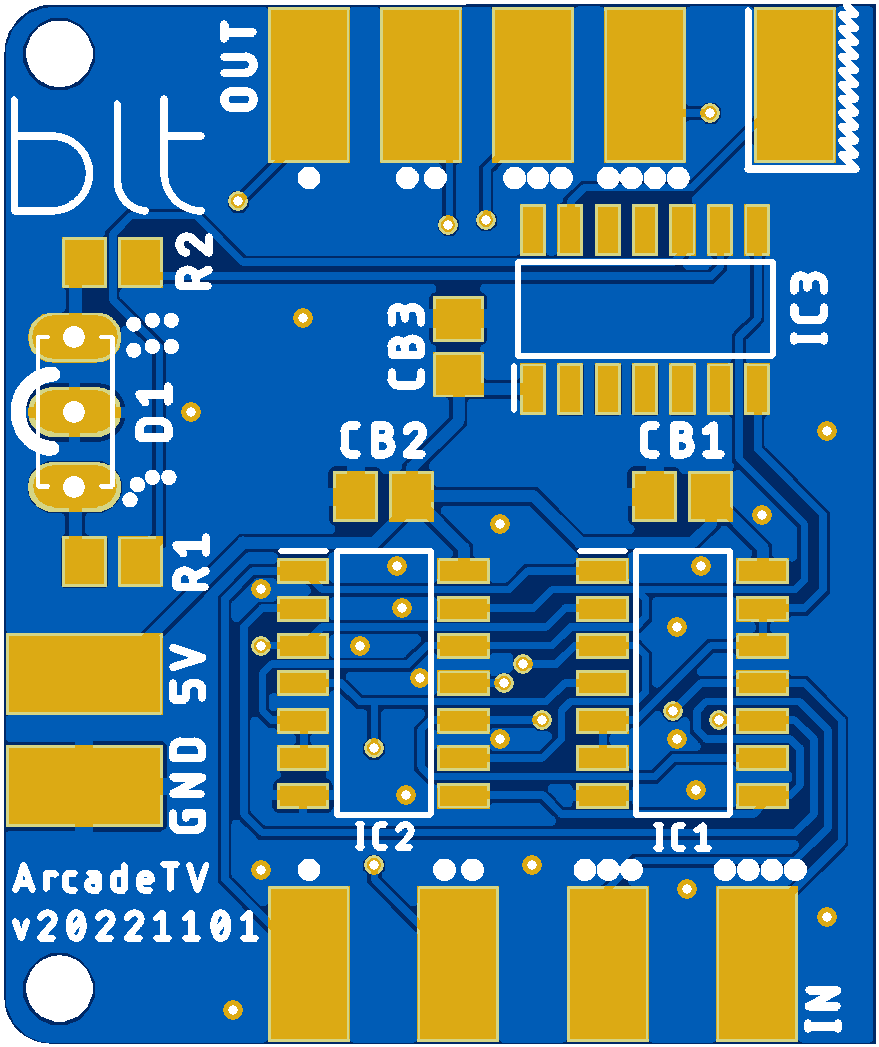 OUT
blt
R2
IC3
CB3
D1
CB2
CB1
R1
5V
GND
IC2
IC1
ArcadeTV
v20221101
IN